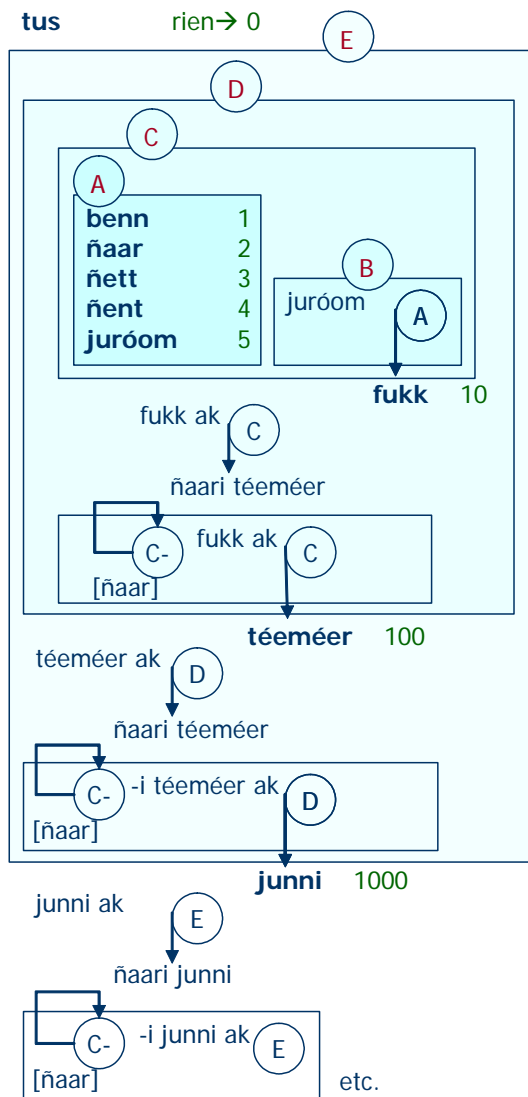 tus rien→ 0
E
D
C
A
benn 1
ñaar 2
ñett 3
ñent 4
juróom 5
B
juróom A
fukk 10
fukk ak C
ñaari téeméer
C- fukk ak C
[ñaar]
téeméer 100
téeméer ak D
ñaari téeméer
C- -i téeméer ak D
[ñaar]
junni 1000
junni ak E
ñaari junni
C- -i junni ak E
[ñaar] etc.